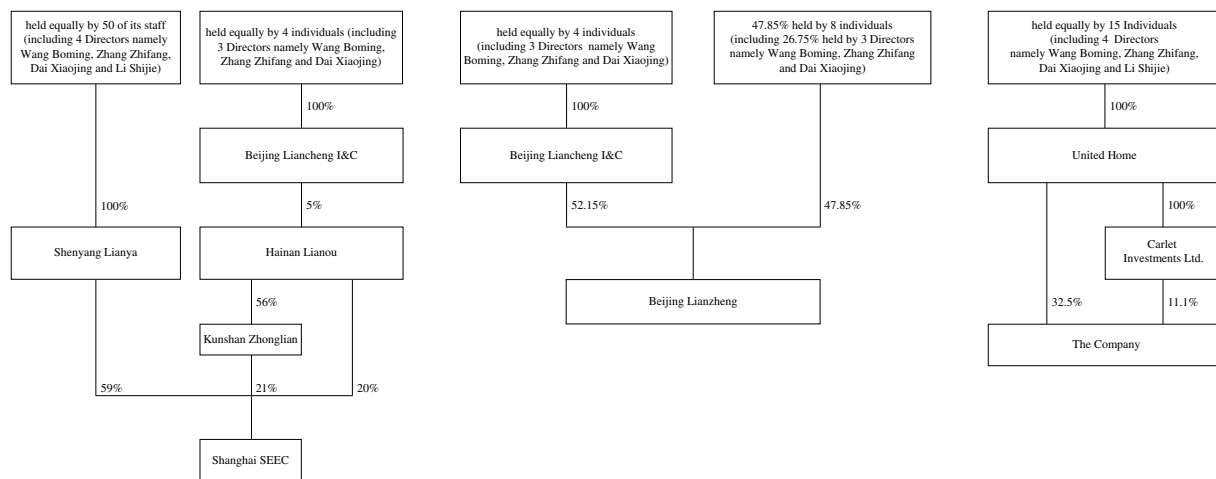 held equally by 50 of its staff
(including 4 Directors namely
Wang Boming, Zhang Zhifang,
Dai Xiaojing and Li Shijie)
held equally by 4 individuals (including
3 Directors namely Wang Boming,
Zhang Zhifang and Dai Xiaojing)
held equally by 4 individuals
(including 3 Directors namely Wang
Boming, Zhang Zhifang and Dai Xiaojing)
47.85% held by 8 individuals
(including 26.75% held by 3 Directors
namely Wang Boming, Zhang Zhifang
and Dai Xiaojing)
held equally by 15 Individuals
(including 4 Directors
namely Wang Boming, Zhang Zhifang,
Dai Xiaojing and Li Shijie)
100%
100%
100%
Beijing Liancheng I&C
Beijing Liancheng I&C
United Home
100%
5%
52.15%
47.85%
100%
Shenyang Lianya
Hainan Lianou
Carlet
Investments Ltd.
56%
Beijing Lianzheng
32.5%
11.1%
Kunshan Zhonglian
The Company
59%
21%
20%
Shanghai SEEC